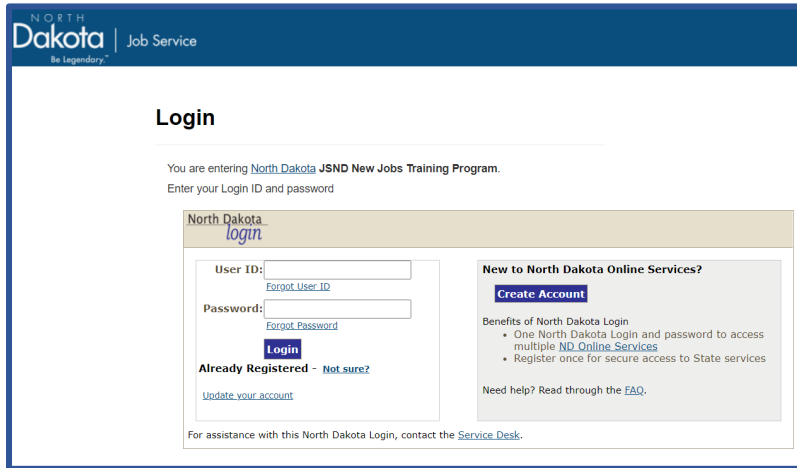 NORTH
Dakota | Job Service
Be Legendary.™
Login
You are entering North Dakota JSND New Jobs Training Program.
Enter your Login ID and password
North Dakota
login
User ID:
Forgot User ID
Password:
Forgot Password
Login
Already Registered - Not sure?
Update your account
New to North Dakota Online Services?
Create Account
Benefits of North Dakota Login
• One North Dakota Login and password to access
multiple ND Online Services
• Register once for secure access to State services
Need help? Read through the FAQ.
For assistance with this North Dakota Login, contact the Service Desk.